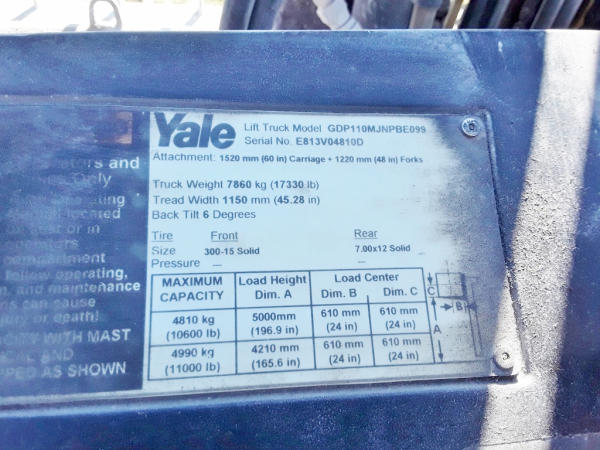 Yale Lift Truck Model GDP110MJNPBE099
Serial No. E813V04810D
Attachment: 1520 mm (60 in) Carriage + 1220 mm (48 in) Forks
Truck Weight 7860 kg (17330 lb)
Tread Width 1150 mm (45.28 in)
Back Tilt 6 Degrees
Tire Front Rear
Size 300-15 Solid 7.00x12 Solid
Pressure — —
MAXIMUM CAPACITY Load Height Dim. A Load Center Dim. B Dim. C
4810 kg (10600 lb) 5000mm (196.9 in) 610 mm (24 in) 610 mm (24 in)
4990 kg (11000 lb) 4210 mm (165.6 in) 610 mm (24 in) 610 mm (24 in)
C
B
A
and
Only
located
or in
follow operating,
and maintenance
can cause
or death!
WITH MAST
AND
AS SHOWN